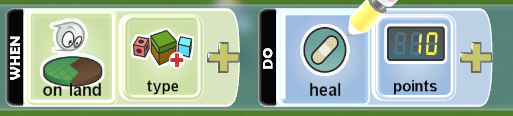 WHEN
on land
type
DO
heal
10
points